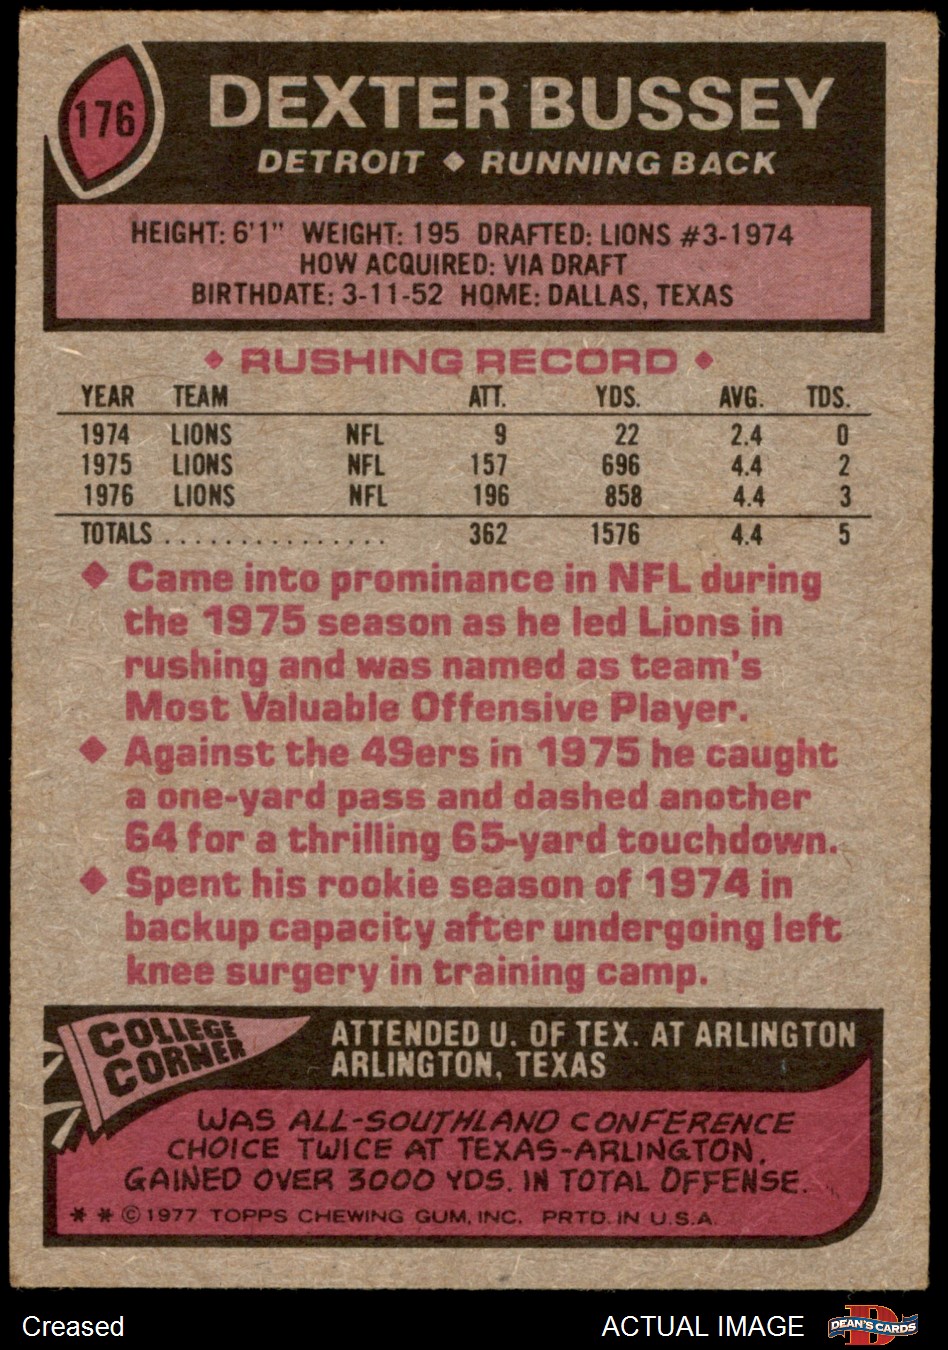 176
DEXTER BUSSEY
DETROIT ◆ RUNNING BACK
HEIGHT: 6'1" WEIGHT: 195 DRAFTED: LIONS #3-1974
HOW ACQUIRED: VIA DRAFT
BIRTHDATE: 3-11-52 HOME: DALLAS, TEXAS
◆ RUSHING RECORD ◆
YEAR TEAM ATT. YDS. AVG. TDS.
1974 LIONS NFL 9 22 2.4 0
1975 LIONS NFL 157 696 4.4 2
1976 LIONS NFL 196 858 4.4 3
TOTALS ............... 362 1576 4.4 5
◆ Came into prominance in NFL during
the 1975 season as he led Lions in
rushing and was named as team's
Most Valuable Offensive Player.
◆ Against the 49ers in 1975 he caught
a one-yard pass and dashed another
64 for a thrilling 65-yard touchdown.
◆ Spent his rookie season of 1974 in
backup capacity after undergoing left
knee surgery in training camp.
COLLEGE
CORNER
ATTENDED U. OF TEX. AT ARLINGTON
ARLINGTON, TEXAS
WAS ALL-SOUTHLAND CONFERENCE
CHOICE TWICE AT TEXAS-ARLINGTON.
GAINED OVER 3000 YDS. IN TOTAL OFFENSE.
* * © 1977 TOPPS CHEWING GUM, INC. PRTD. IN U.S.A.
Creased
ACTUAL IMAGE
DEAN'S CARDS